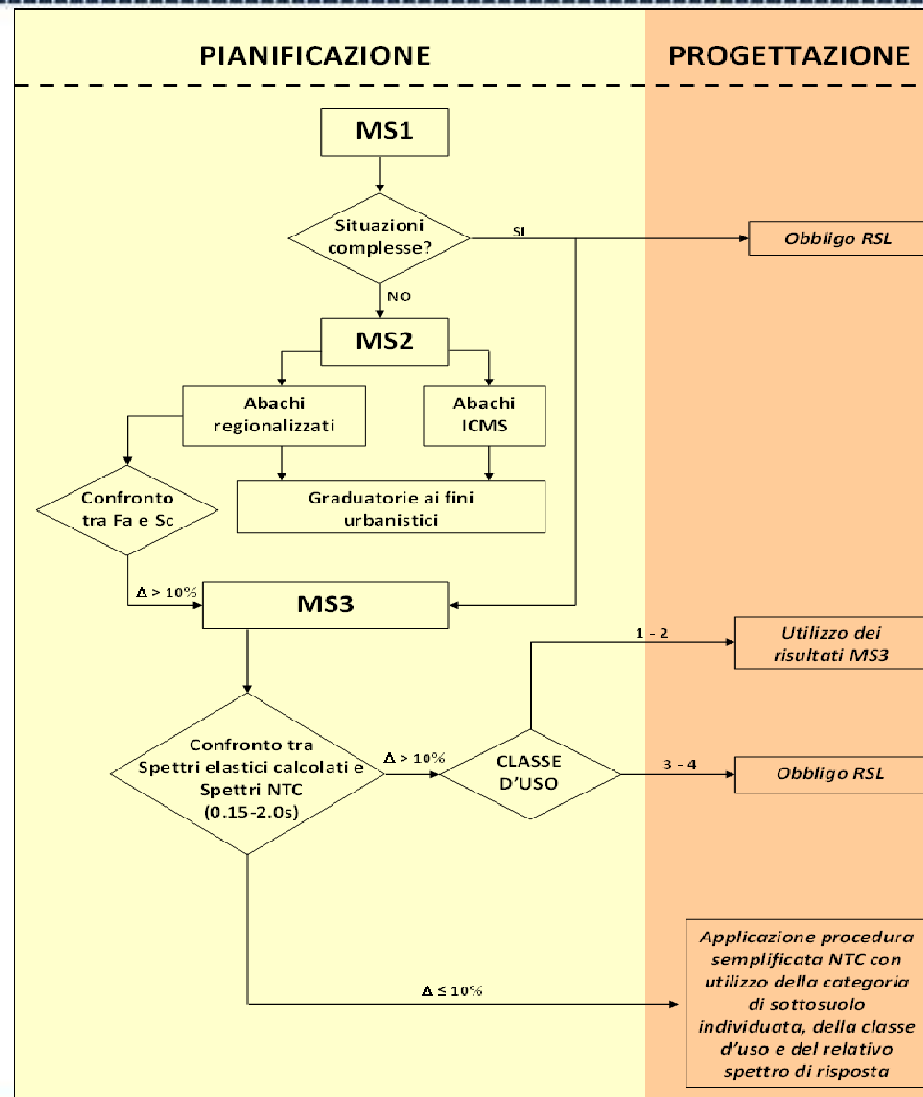 PIANIFICAZIONE
PROGETTAZIONE
MS1
Situazioni
complesse?
SI
Obbligo RSL
NO
MS2
Abachi
regionalizzati
Abachi
ICMS
Confronto
tra Fa e Sc
Graduatorie ai fini
urbanistici
Δ > 10%
MS3
1 - 2
Utilizzo dei
risultati MS3
Confronto tra
Spettri elastici calcolati e
Spettri NTC
(0.15-2.0s)
Δ > 10%
CLASSE
D'USO
3 - 4
Obbligo RSL
Δ ≤ 10%
Applicazione procedura
semplificata NTC con
utilizzo della categoria
di sottosuolo
individuata, della classe
d'uso e del relativo
spettro di risposta